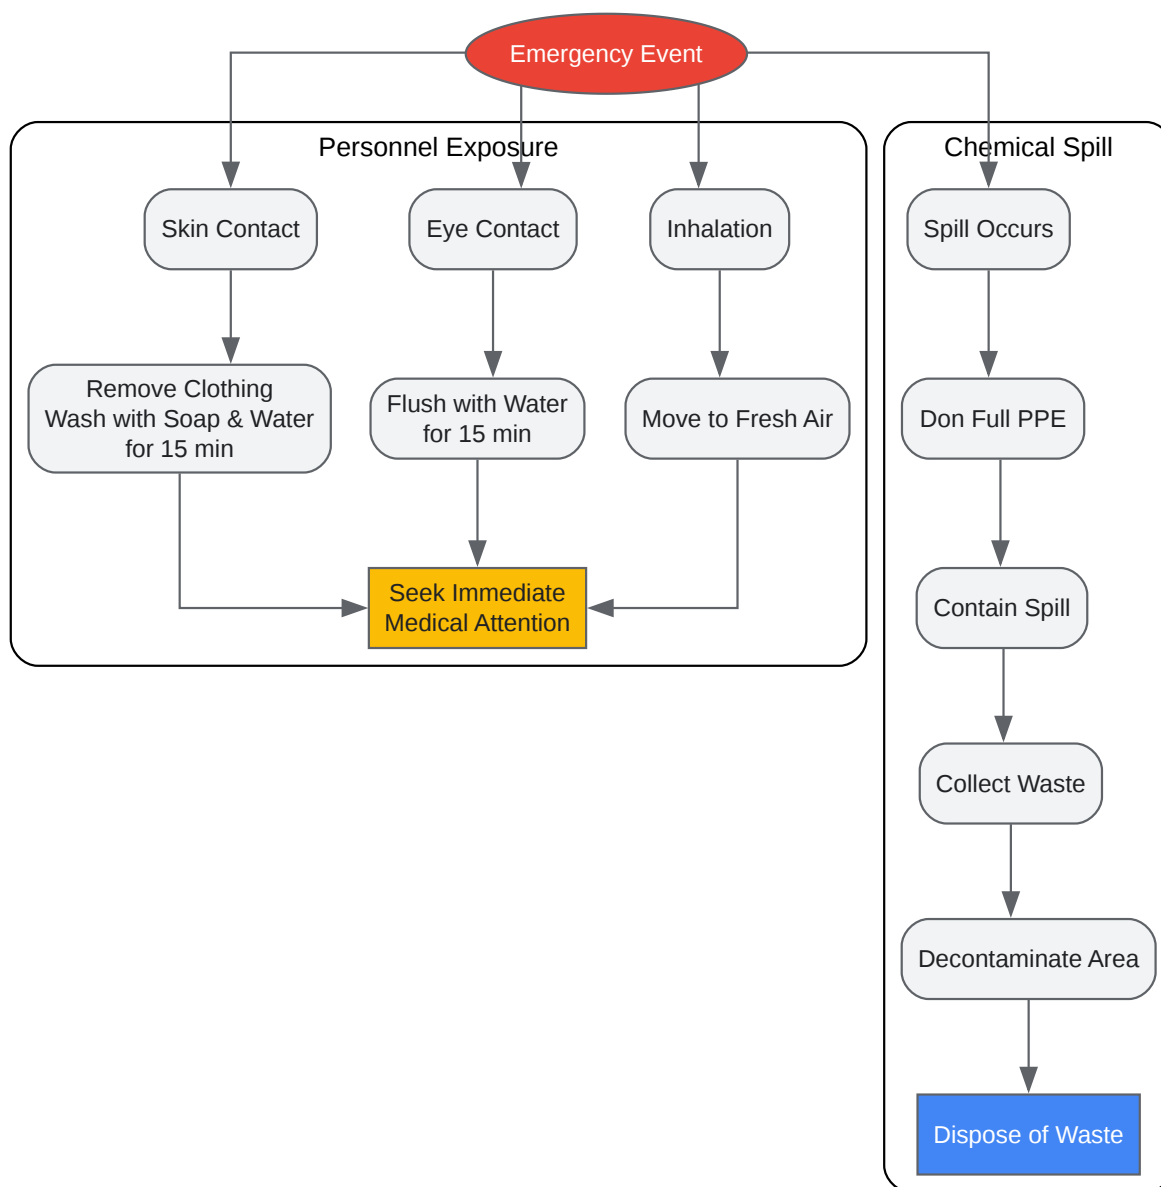 Emergency Event
Personnel Exposure
Chemical Spill
Skin Contact
Eye Contact
Inhalation
Spill Occurs
Remove Clothing
Wash with Soap & Water
for 15 min
Flush with Water
for 15 min
Move to Fresh Air
Don Full PPE
Seek Immediate
Medical Attention
Contain Spill
Collect Waste
Decontaminate Area
Dispose of Waste